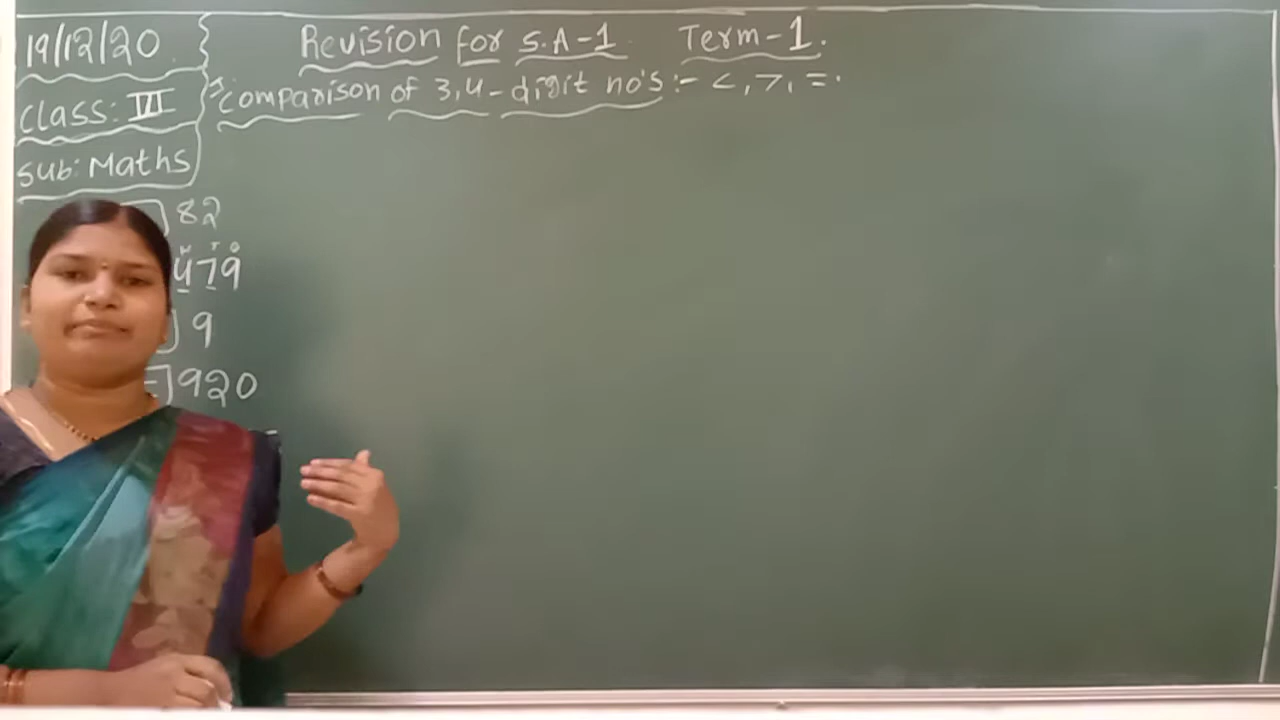 19/12/20
Revision for S.A-1 Term-1.
Class: VI
Comparison of 3,4-digit no's:- <, >, =.
Sub: Maths
82
H T O
479
9
920